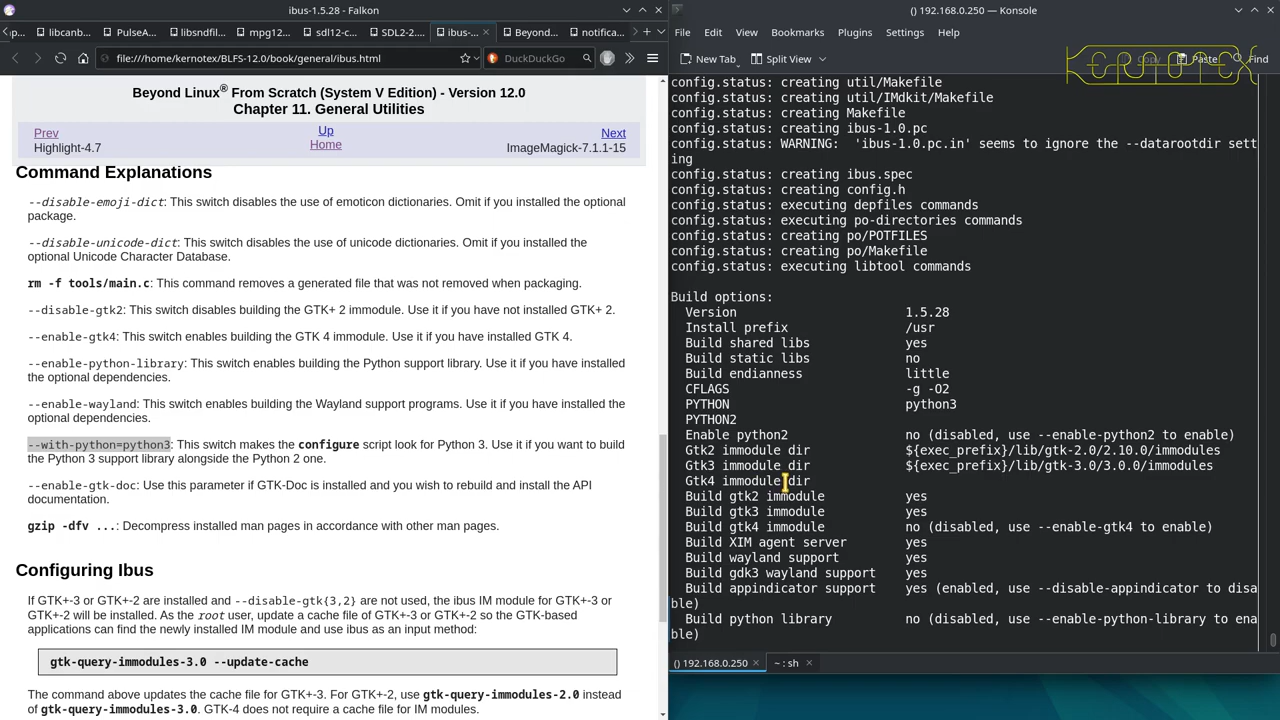 ibus-1.5.28 - Falkon
libcanb...
PulseA...
libsndfil...
mpg12...
sdl12-c...
SDL2-2....
ibus-...
Beyond...
notifica...
file:///home/kernotex/BLFS-12.0/book/general/ibus.html
DuckDuckGo
Beyond Linux® From Scratch (System V Edition) - Version 12.0
Chapter 11. General Utilities
Prev
Up
Next
Highlight-4.7
Home
ImageMagick-7.1.1-15
Command Explanations
--disable-emoji-dict: This switch disables the use of emoticon dictionaries. Omit if you installed the optional
package.
--disable-unicode-dict: This switch disables the use of unicode dictionaries. Omit if you installed the
optional Unicode Character Database.
rm -f tools/main.c: This command removes a generated file that was not removed when packaging.
--disable-gtk2: This switch disables building the GTK+ 2 immodule. Use it if you have not installed GTK+ 2.
--enable-gtk4: This switch enables building the GTK 4 immodule. Use it if you have installed GTK 4.
--enable-python-library: This switch enables building the Python support library. Use it if you have installed
the optional dependencies.
--enable-wayland: This switch enables building the Wayland support programs. Use it if you have installed the
optional dependencies.
--with-python=python3: This switch makes the configure script look for Python 3. Use it if you want to build
the Python 3 support library alongside the Python 2 one.
--enable-gtk-doc: Use this parameter if GTK-Doc is installed and you wish to rebuild and install the API
documentation.
gzip -dfv ...: Decompress installed man pages in accordance with other man pages.
Configuring Ibus
If GTK+-3 or GTK+-2 are installed and --disable-gtk{3,2} are not used, the ibus IM module for GTK+-3 or
GTK+-2 will be installed. As the root user, update a cache file of GTK+-3 or GTK+-2 so the GTK-based
applications can find the newly installed IM module and use ibus as an input method:
gtk-query-immodules-3.0 --update-cache
The command above updates the cache file for GTK+-3. For GTK+-2, use gtk-query-immodules-2.0 instead
of gtk-query-immodules-3.0. GTK-4 does not require a cache file for IM modules.
() 192.168.0.250 — Konsole
File Edit View Bookmarks Plugins Settings Help
New Tab
Split View
Copy
Paste
Find
KERNOTEX
config.status: creating util/Makefile
config.status: creating util/IMdkit/Makefile
config.status: creating Makefile
config.status: creating ibus-1.0.pc
config.status: WARNING:  'ibus-1.0.pc.in' seems to ignore the --datarootdir sett
ing
config.status: creating ibus.spec
config.status: creating config.h
config.status: executing depfiles commands
config.status: executing po-directories commands
config.status: creating po/POTFILES
config.status: creating po/Makefile
config.status: executing libtool commands
Build options:
Version 1.5.28
Install prefix /usr
Build shared libs yes
Build static libs no
Build endianness little
CFLAGS -g -O2
PYTHON python3
PYTHON2
Enable python2 no (disabled, use --enable-python2 to enable)
Gtk2 immodule dir ${exec_prefix}/lib/gtk-2.0/2.10.0/immodules
Gtk3 immodule dir ${exec_prefix}/lib/gtk-3.0/3.0.0/immodules
Gtk4 immodule dir
Build gtk2 immodule yes
Build gtk3 immodule yes
Build gtk4 immodule no (disabled, use --enable-gtk4 to enable)
Build XIM agent server yes
Build wayland support yes
Build gdk3 wayland support yes
Build appindicator support yes (enabled, use --disable-appindicator to disa
ble)
Build python library no (disabled, use --enable-python-library to ena
ble)
() 192.168.0.250
~ : sh